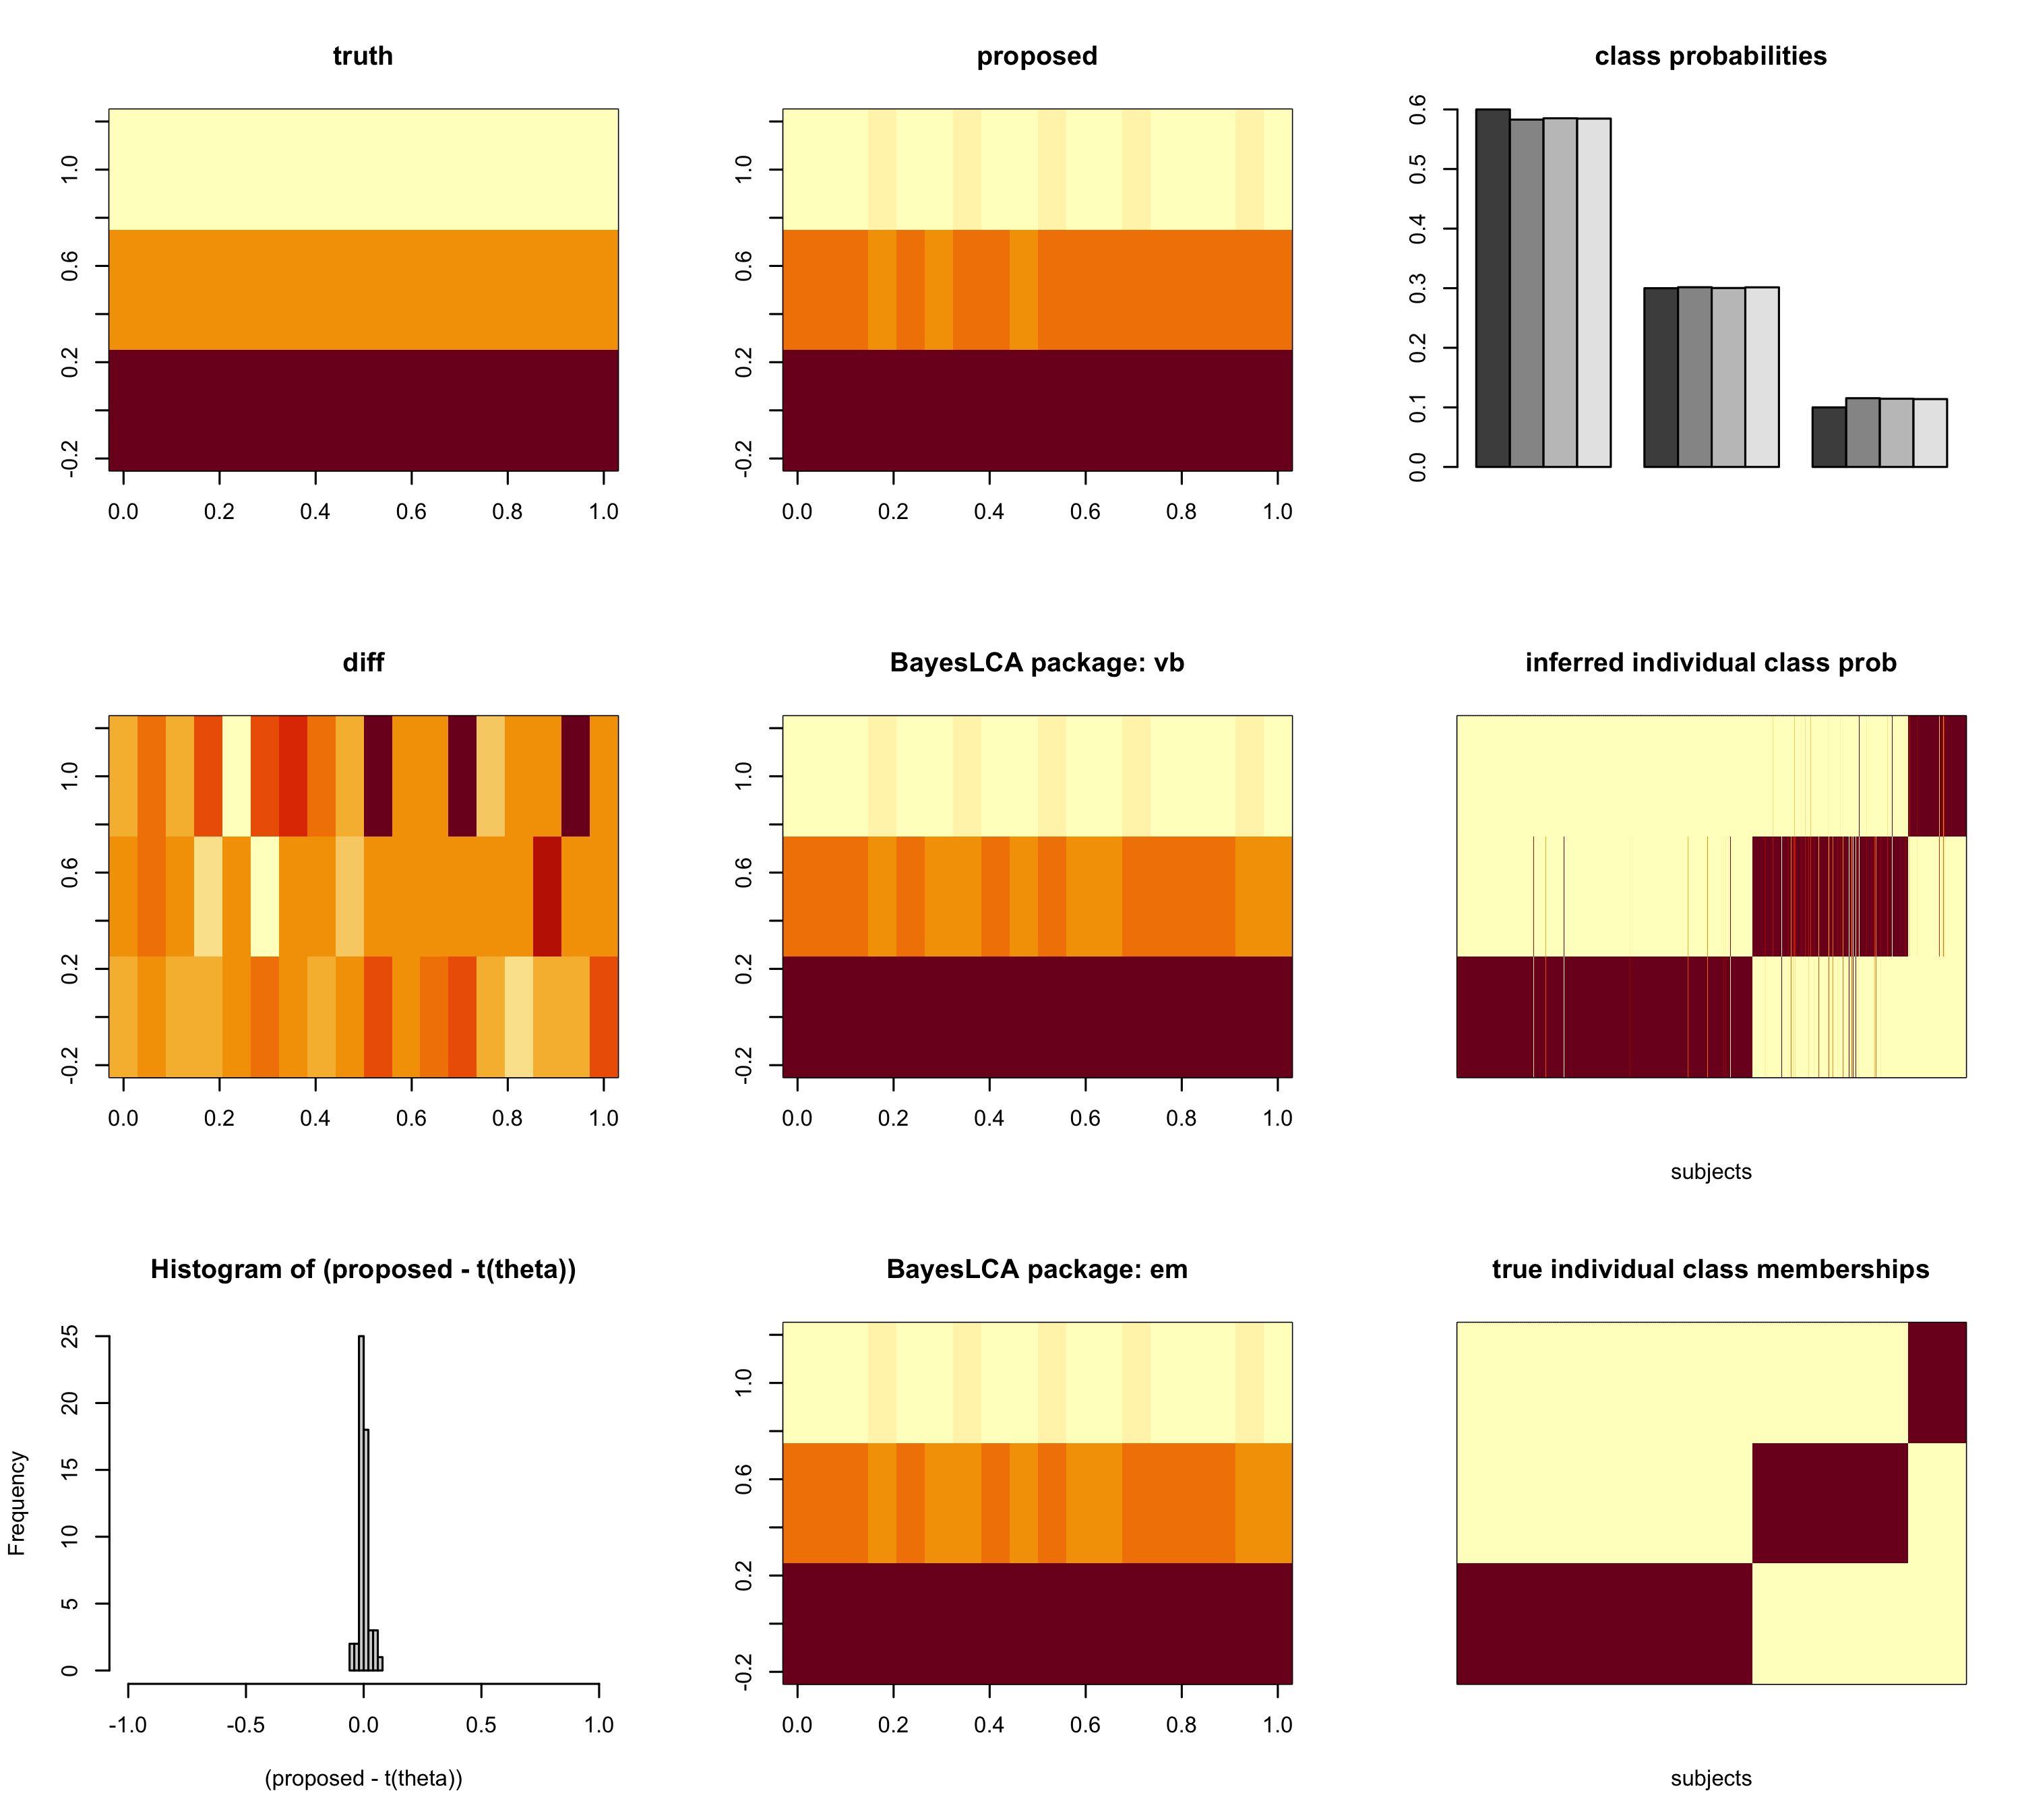 truth
1.0
0.6
0.2
-0.2
0.0 0.2 0.4 0.6 0.8 1.0
proposed
1.0
0.6
0.2
-0.2
0.0 0.2 0.4 0.6 0.8 1.0
class probabilities
0.6
0.5
0.4
0.3
0.2
0.1
0.0
diff
1.0
0.6
0.2
-0.2
0.0 0.2 0.4 0.6 0.8 1.0
BayesLCA package: vb
1.0
0.6
0.2
-0.2
0.0 0.2 0.4 0.6 0.8 1.0
inferred individual class prob
subjects
Histogram of (proposed - t(theta))
Frequency
25
20
15
10
5
0
-1.0 -0.5 0.0 0.5 1.0
(proposed - t(theta))
BayesLCA package: em
1.0
0.6
0.2
-0.2
0.0 0.2 0.4 0.6 0.8 1.0
true individual class memberships
subjects